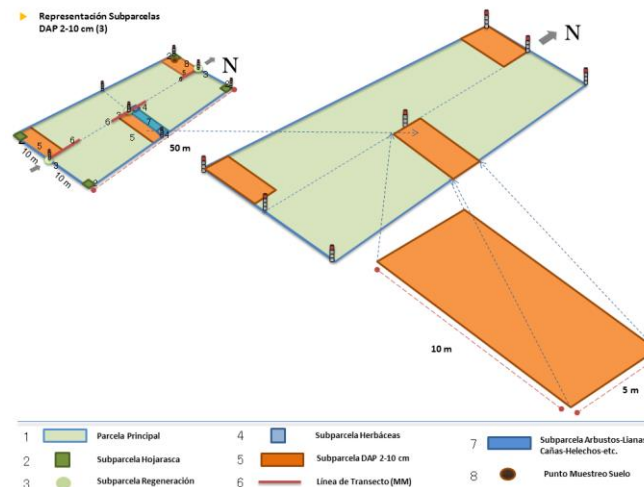 Representación Subparcelas
DAP 2-10 cm (3)
N
N
50 m
10 m
10 m
10 m
5 m
1 Parcela Principal
2 Subparcela Hojarasca
3 Subparcela Regeneración
4 Subparcela Herbáceas
5 Subparcela DAP 2-10 cm
6 Línea de Transecto (MM)
7 Subparcela Arbustos-Lianas
Cañas-Helechos-etc.
8 Punto Muestreo Suelo